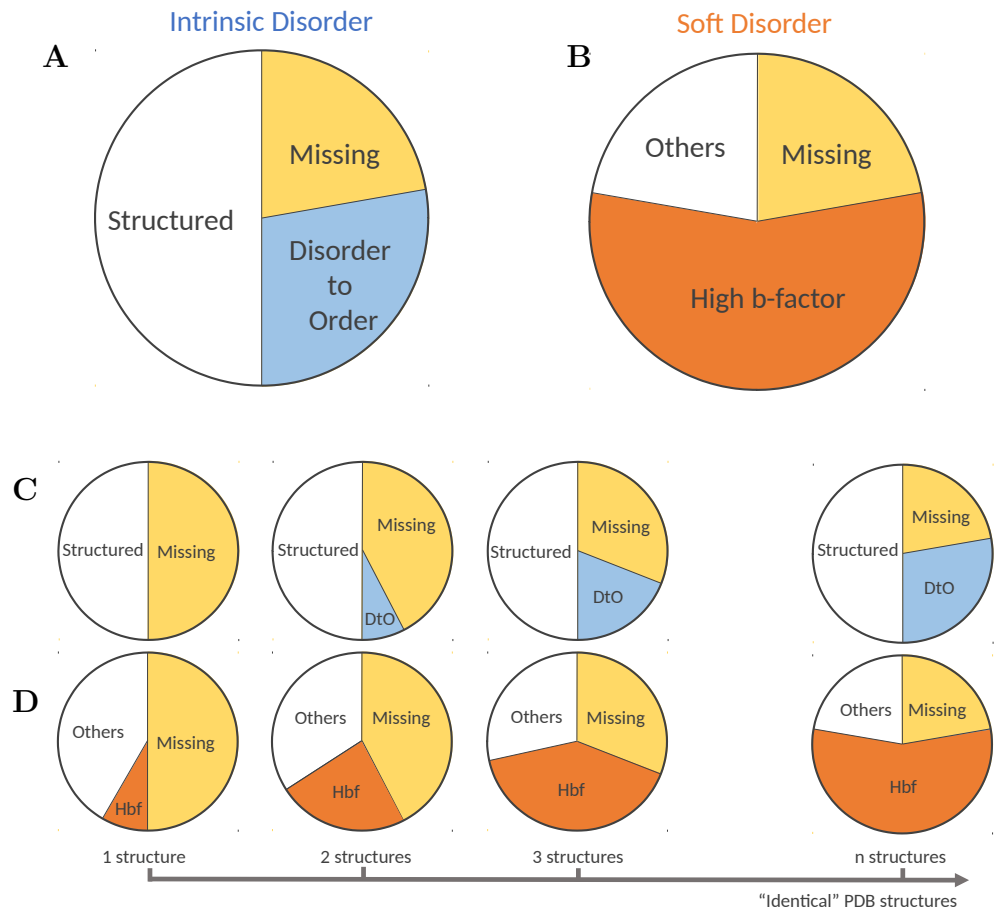 Intrinsic Disorder
Soft Disorder
A
B
Missing
Structured
Disorder
to
Order
Others
Missing
High b-factor
C
Structured
Missing
Structured
Missing
DtO
Structured
Missing
DtO
Structured
Missing
DtO
D
Others
Missing
Hbf
Others
Missing
Hbf
Others
Missing
Hbf
Others
Missing
Hbf
1 structure
2 structures
3 structures
n structures
“Identical” PDB structures